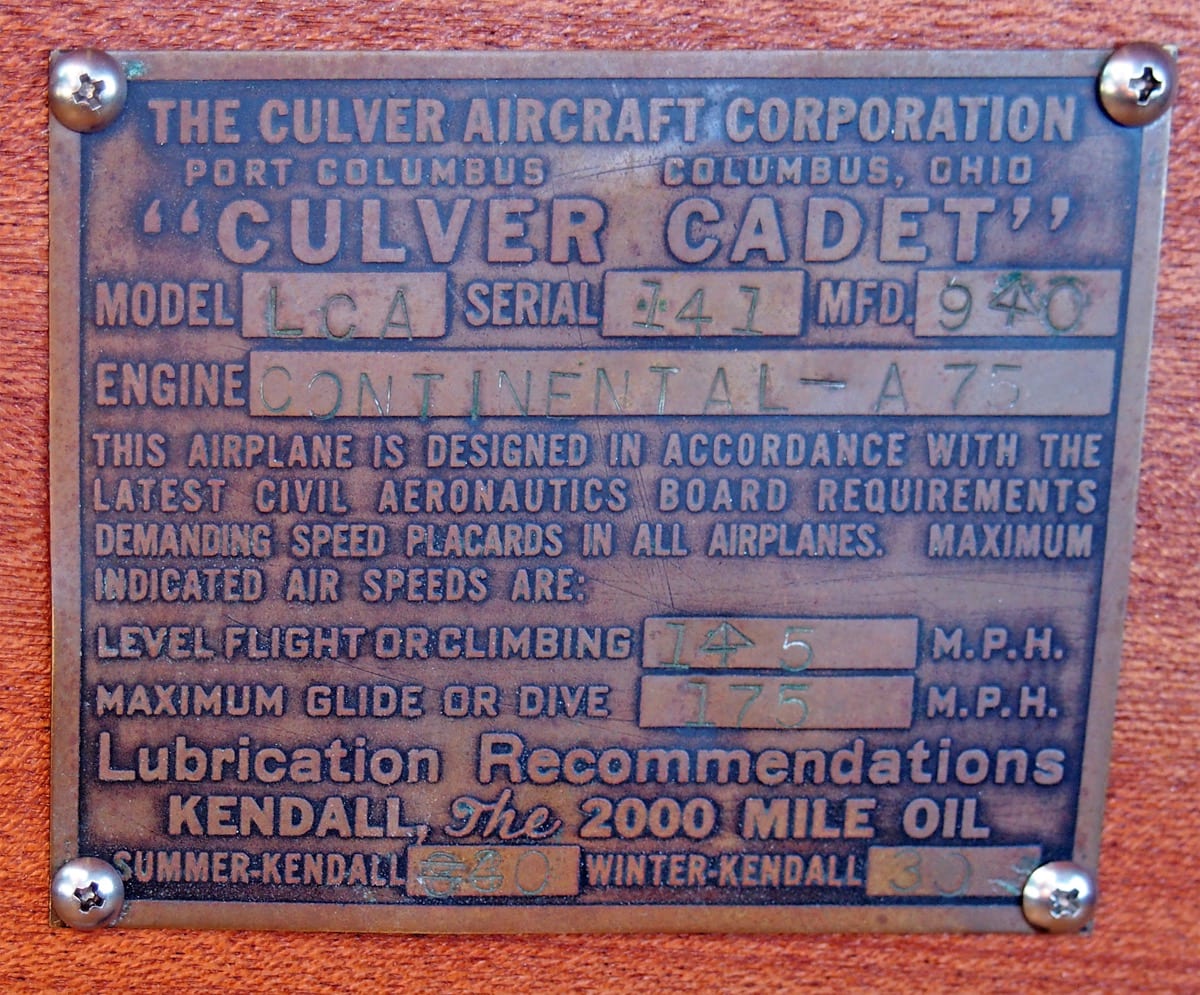 THE CULVER AIRCRAFT CORPORATION
PORT COLUMBUS COLUMBUS, OHIO
“CULVER CADET”
MODEL LCA SERIAL 141 MFD. 940
ENGINE CONTINENTAL-A75
THIS AIRPLANE IS DESIGNED IN ACCORDANCE WITH THE
LATEST CIVIL AERONAUTICS BOARD REQUIREMENTS
DEMANDING SPEED PLACARDS IN ALL AIRPLANES. MAXIMUM
INDICATED AIR SPEEDS ARE:
LEVEL FLIGHT OR CLIMBING 145 M.P.H.
MAXIMUM GLIDE OR DIVE 175 M.P.H.
Lubrication Recommendations
KENDALL, The 2000 MILE OIL
SUMMER-KENDALL WINTER-KENDALL 30